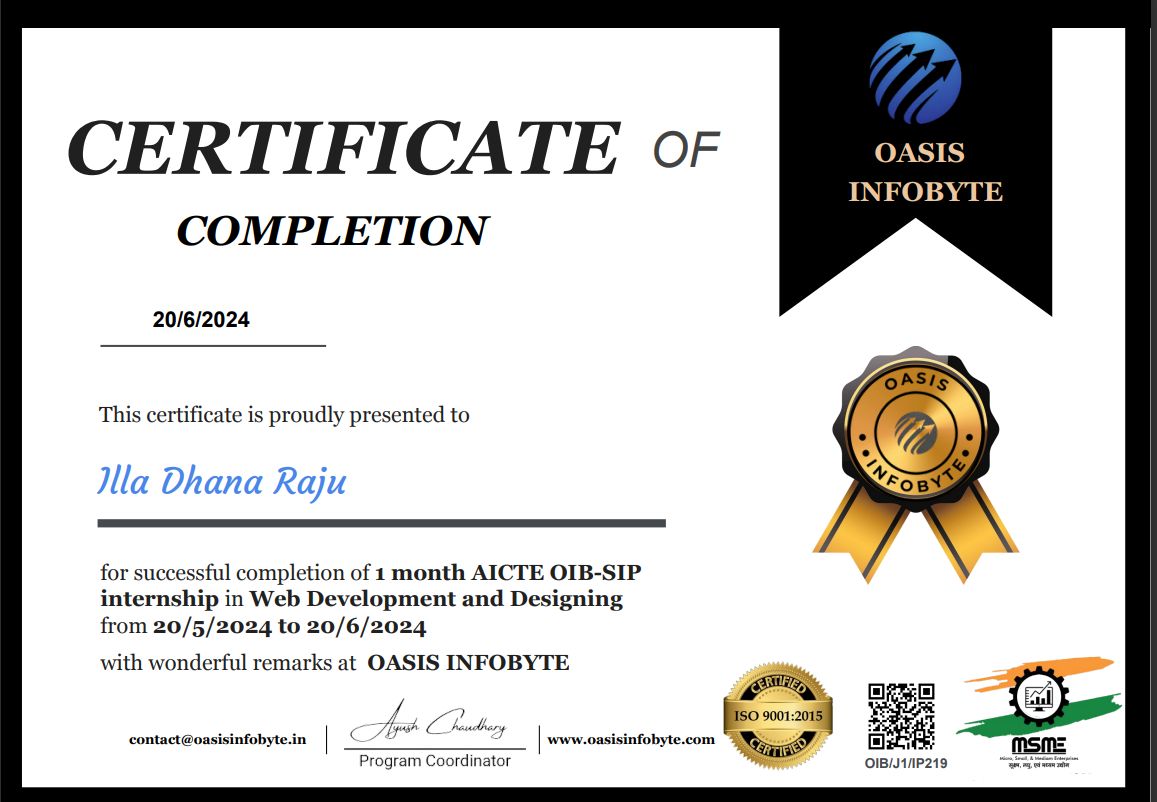 CERTIFICATE OF
COMPLETION
OASIS
INFOBYTE
20/6/2024
This certificate is proudly presented to
Illa Dhana Raju
for successful completion of 1 month AICTE OIB-SIP
internship in Web Development and Designing
from 20/5/2024 to 20/6/2024
with wonderful remarks at OASIS INFOBYTE
OASIS
INFOBYTE
contact@oasisinfobyte.in
Ayush Chaudhary
Program Coordinator
www.oasisinfobyte.com
CERTIFIED
ISO 9001:2015
CERTIFIED
OIB/J1/IP219
MSME
Micro, Small, & Medium Enterprises
सूक्ष्म, लघु, एवं मध्यम उद्योग